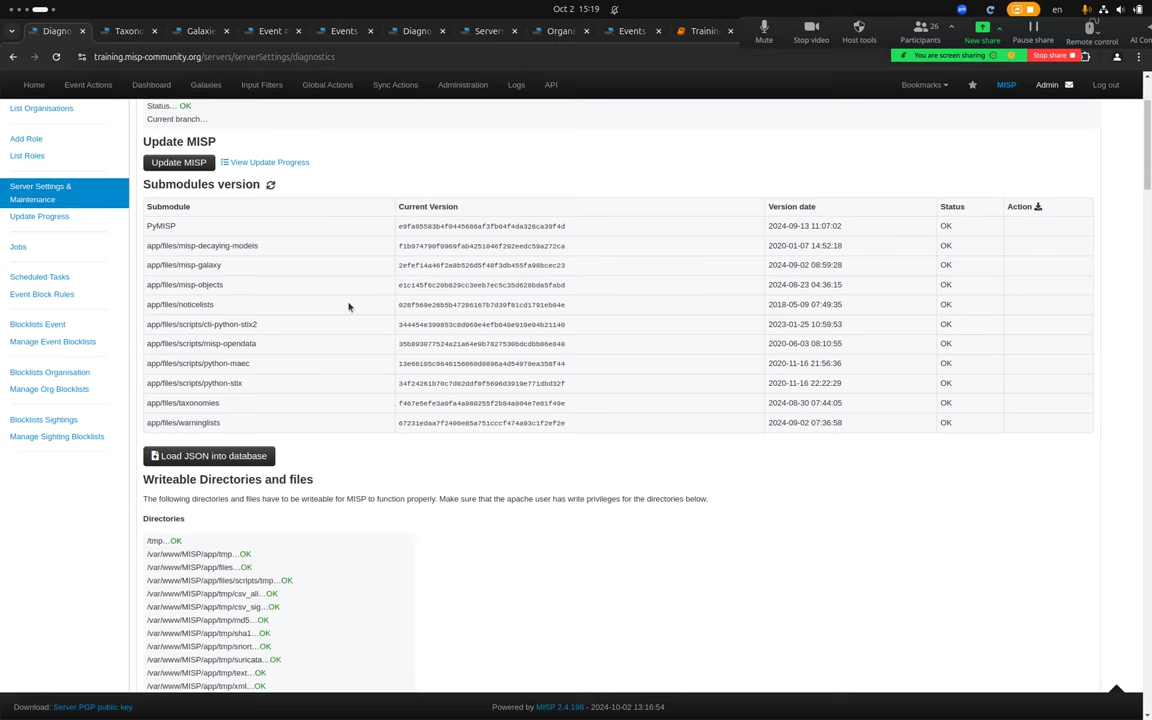 Oct 2 15:19
en
Diagno
Taxono
Galaxie
Event
Events
Diagno
Servers
Organi
Events
Trainin
Mute
Stop video
Host tools
Participants
26
New share
Pause share
Remote control
AI Con
You are screen sharing
Stop share
training.misp-community.org/servers/serverSettings/diagnostics
Home
Event Actions
Dashboard
Galaxies
Input Filters
Global Actions
Sync Actions
Administration
Logs
API
Bookmarks
MISP
Admin
Log out
List Organisations
Add Role
List Roles
Server Settings &
Maintenance
Update Progress
Jobs
Scheduled Tasks
Event Block Rules
Blocklists Event
Manage Event Blocklists
Blocklists Organisation
Manage Org Blocklists
Blocklists Sightings
Manage Sighting Blocklists
Status… OK
Current branch…
Update MISP
Update MISP View Update Progress
Submodules version
Submodule Current Version Version date Status Action
PyMISP 2024-09-13 11:07:02 OK
app/files/misp-decaying-models 2020-01-07 14:52:18 OK
app/files/misp-galaxy 2024-09-02 08:59:28 OK
app/files/misp-objects 2024-08-23 04:36:15 OK
app/files/noticelists 2018-05-09 07:49:35 OK
app/files/scripts/cti-python-stix2 2023-01-25 10:59:53 OK
app/files/scripts/misp-opendata 2020-06-03 08:10:55 OK
app/files/scripts/python-maec 2020-11-16 21:56:36 OK
app/files/scripts/python-stix 2020-11-16 22:22:29 OK
app/files/taxonomies 2024-08-30 07:44:05 OK
app/files/warninglists 2024-09-02 07:36:58 OK
Load JSON into database
Writeable Directories and files
The following directories and files have to be writeable for MISP to function properly. Make sure that the apache user has write privileges for the directories below.
Directories
/tmp…OK
/var/www/MISP/app/tmp…OK
/var/www/MISP/app/files…OK
/var/www/MISP/app/files/scripts/tmp…OK
/var/www/MISP/app/tmp/csv_all…OK
/var/www/MISP/app/tmp/csv_sig…OK
/var/www/MISP/app/tmp/md5…OK
/var/www/MISP/app/tmp/sha1…OK
/var/www/MISP/app/tmp/snort…OK
/var/www/MISP/app/tmp/suricata…OK
/var/www/MISP/app/tmp/text…OK
/var/www/MISP/app/tmp/xml…OK
Download: Server PGP public key
Powered by MISP 2.4.198 - 2024-10-02 13:16:54